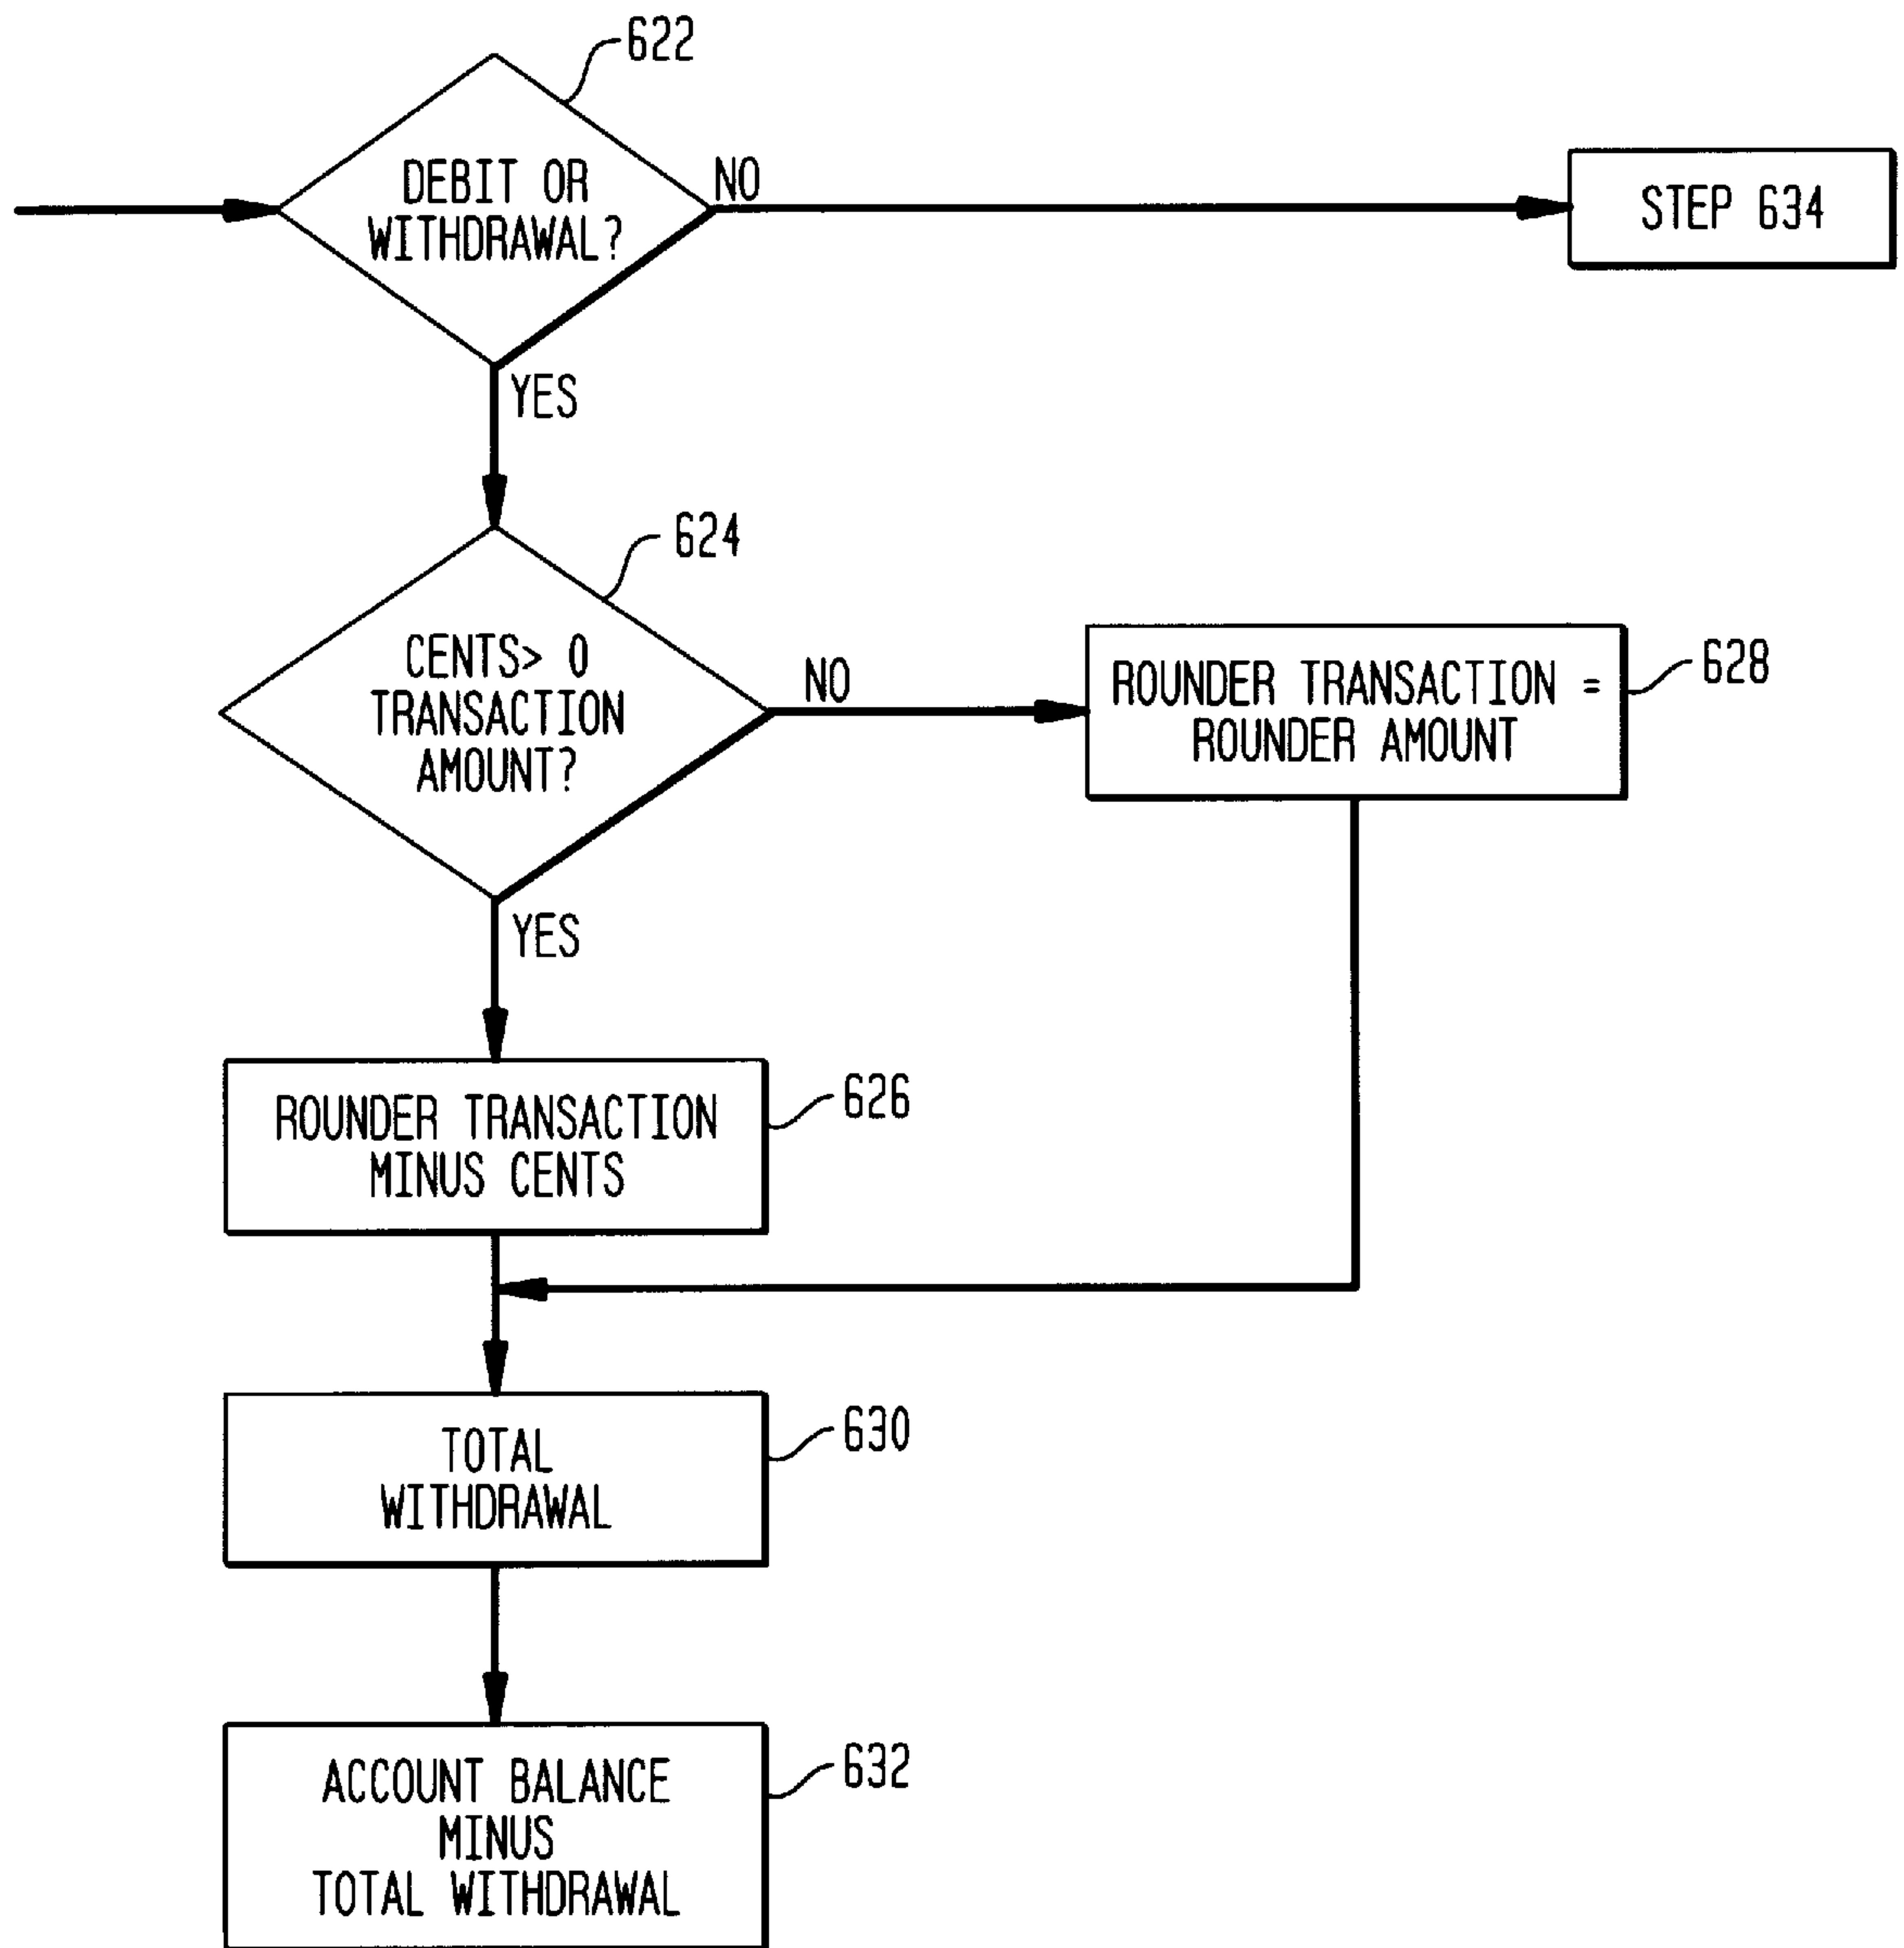 622
DEBIT OR
WITHDRAWAL?
NO
STEP 634
YES
624
CENTS> 0
TRANSACTION
AMOUNT?
NO
ROUNDER TRANSACTION =
ROUNDER AMOUNT
628
YES
ROUNDER TRANSACTION
MINUS CENTS
626
TOTAL
WITHDRAWAL
630
ACCOUNT BALANCE
MINUS
TOTAL WITHDRAWAL
632